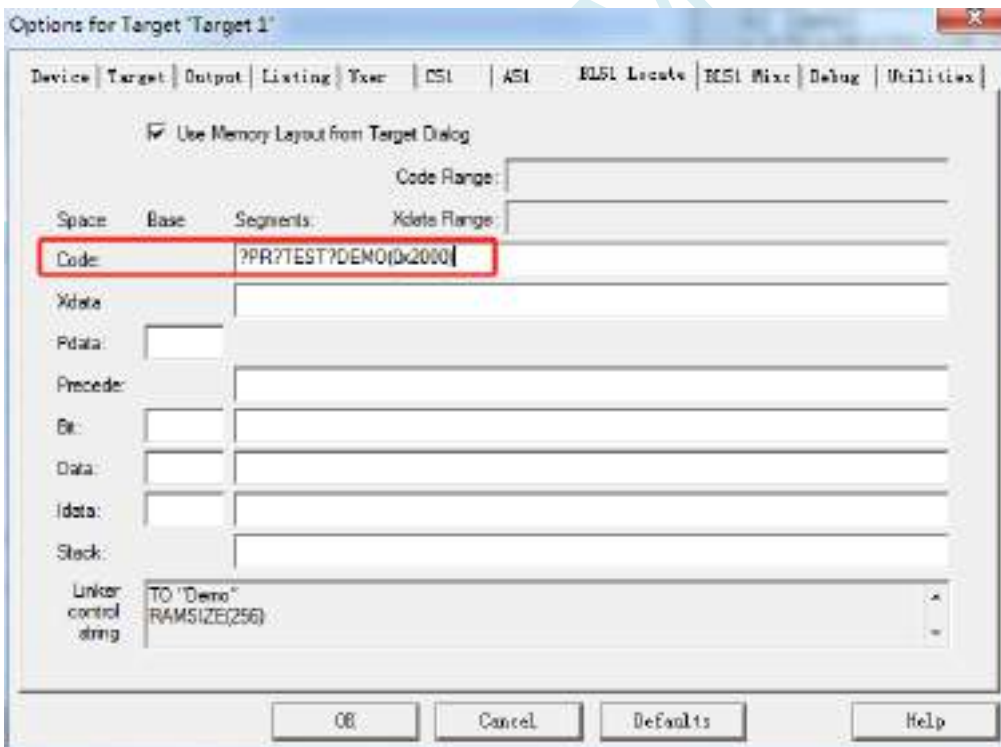 Options for Target 'Target 1'
Device Target Output Listing User C51 A51 BL51 Locate BL51 Misc Debug Utilities
Use Memory Layout from Target Dialog
Code Range:
Space Base Segments: Xdata Range:
Code: ?PR?TEST?DEMO(0x2000)
Xdata:
Pdata:
Precede:
Bit:
Data:
Idata:
Stack:
Linker control string
TO "Demo"
RAMSIZE(256)
OK Cancel Defaults Help